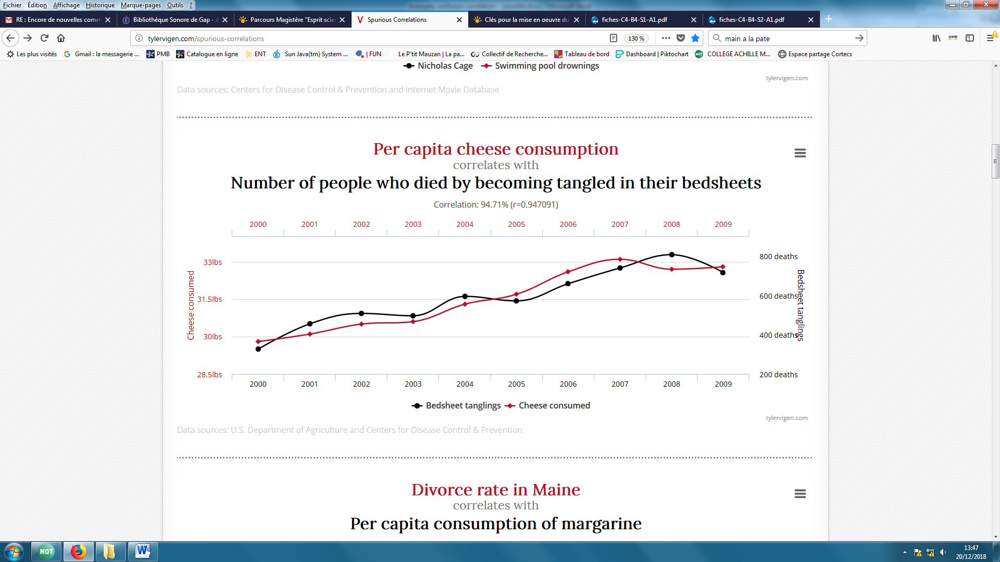 Fichier Édition Affichage Historique Marque-pages Outils ?
RE : Encore de nouvelles comm
Bibliothèque Sonore de Gap - A
Parcours Magistère "Esprit scie
Spurious Correlations
Clés pour la mise en oeuvre du
fiches-C4-B4-S1-A1.pdf
fiches-C4-B4-S2-A1.pdf
tylervigen.com/spurious-correlations
130 %
main a la pate
InVID
Les plus visités
Gmail : la messagerie ...
PMB
Catalogue en ligne
ENT
Sun Java(tm) System ...
| FUN
Le P'tit Mauzan | La pa...
Collectif de Recherche...
Tableau de bord
Dashboard | Piktochart
NOT
COLLEGE ACHILLE M...
Espace partage Cortecs
Nicholas Cage Swimming pool drownings
tylervigen.com
Data sources: Centers for Disease Control & Prevention and Internet Movie Database
Per capita cheese consumption
correlates with
Number of people who died by becoming tangled in their bedsheets
Correlation: 94.71% (r=0.947091)
2000 2001 2002 2003 2004 2005 2006 2007 2008 2009
Cheese consumed
33lbs
31.5lbs
30lbs
28.5lbs
800 deaths
600 deaths
400 deaths
200 deaths
Bedsheet tanglings
2000 2001 2002 2003 2004 2005 2006 2007 2008 2009
Bedsheet tanglings Cheese consumed
tylervigen.com
Data sources: U.S. Department of Agriculture and Centers for Disease Control & Prevention
Divorce rate in Maine
correlates with
Per capita consumption of margarine
NOT
W
13:47
20/12/2018